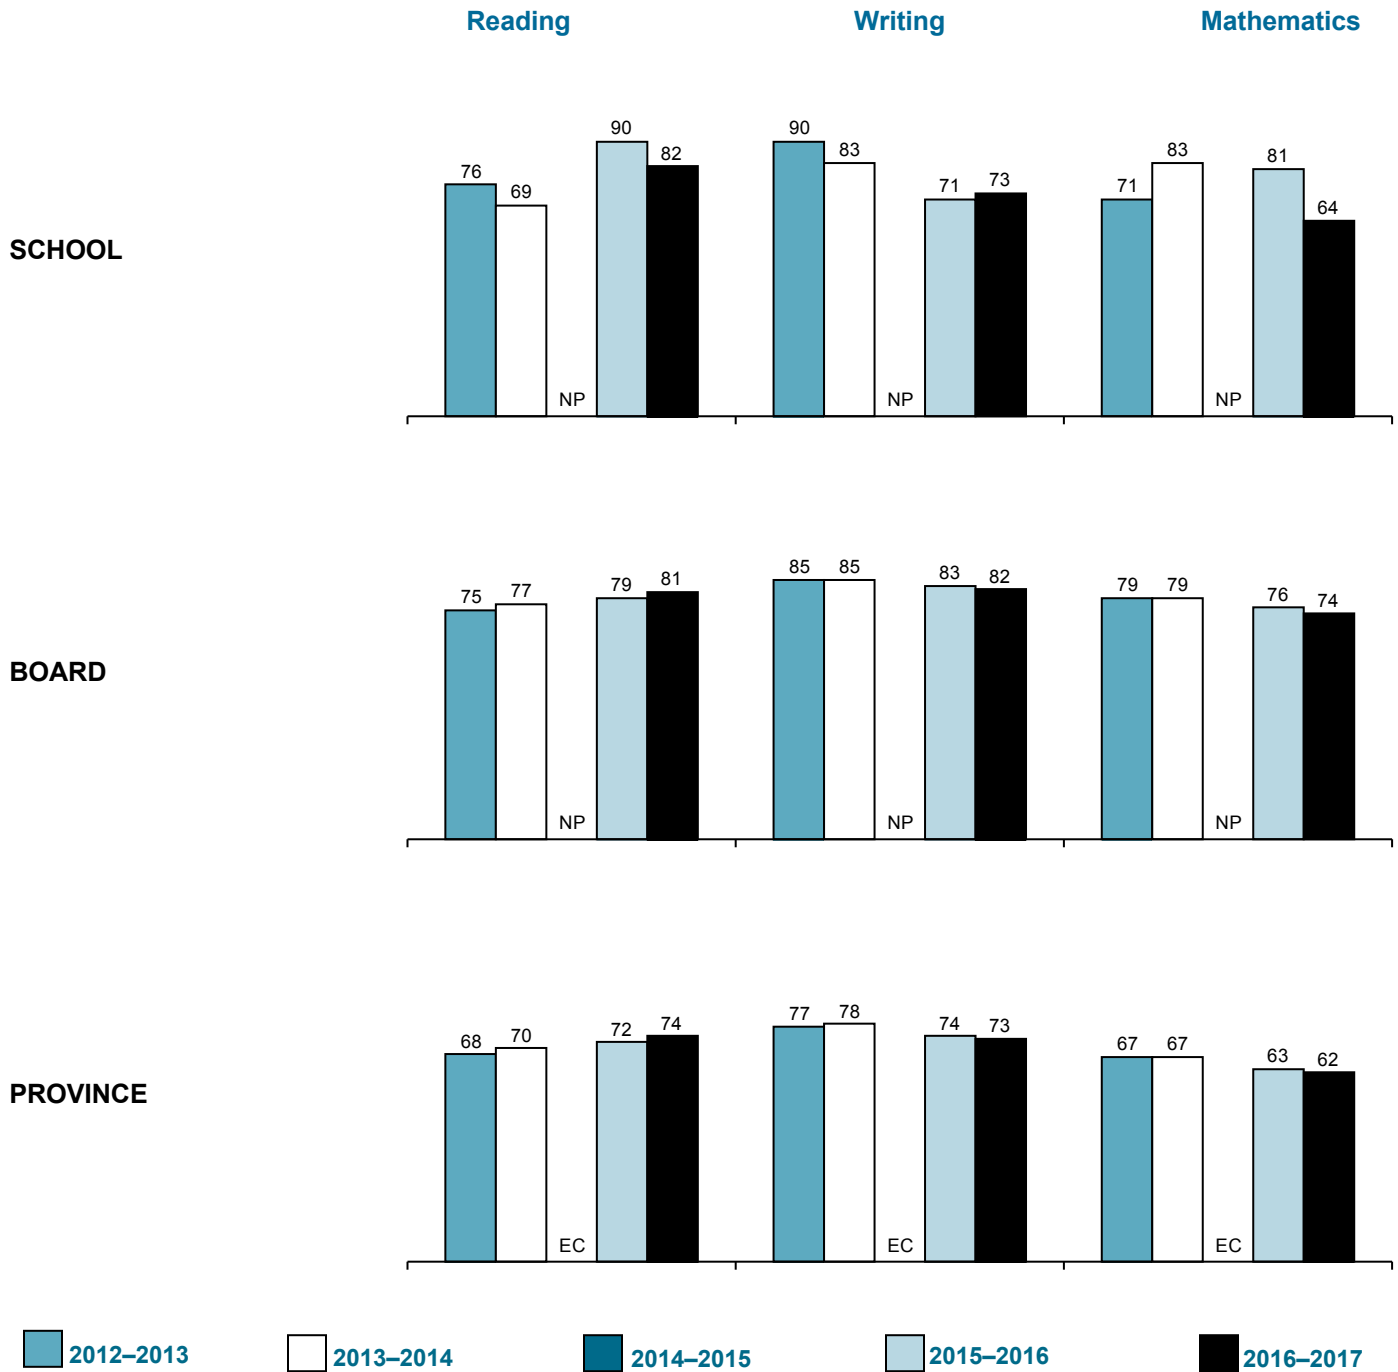 Reading Writing Mathematics
90 90
83 83
82 81
76
69 71 73 71
64
SCHOOL
NP NP NP
85 85 83 82
81 79 79
75 77 79 76 74
BOARD
NP NP NP
77 78
68 70 72 74 74 73
67 67 63 62
PROVINCE
EC EC EC
2012–2013 2013–2014 2014–2015 2015–2016 2016–2017